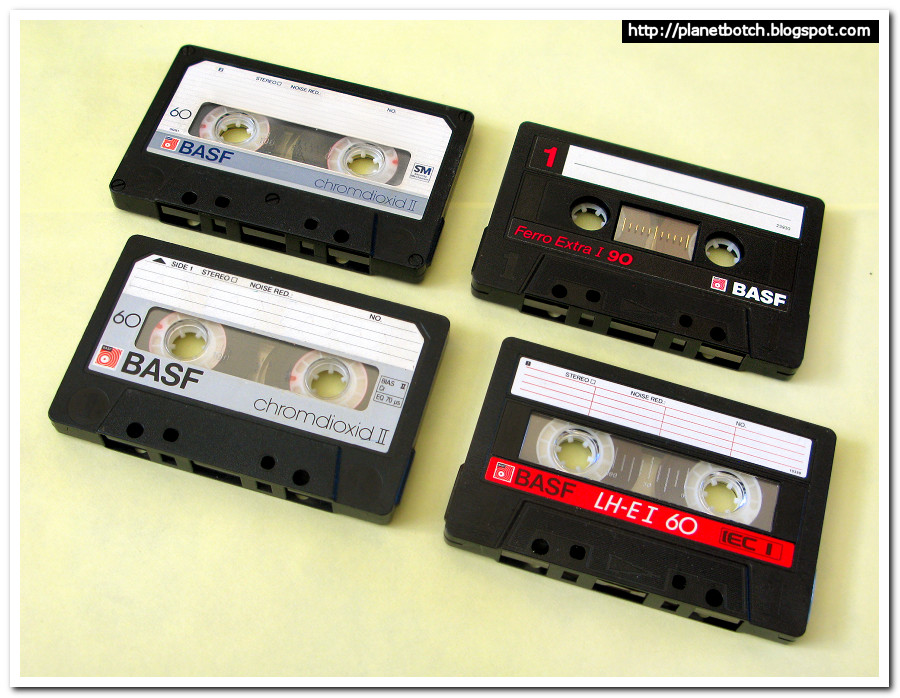 http://planetbotch.blogspot.com
STEREO
NOISE RED.
NO.
60
BASF
SM
chromdioxid II
1
Ferro Extra I 90
BASF
SIDE 1 STEREO
NOISE RED.
NO.
60
BASF
chromdioxid II
BIAS II
Cr
EQ 70 µs
STEREO
NOISE RED.
NO.
BASF LH-E I 60
IEC I